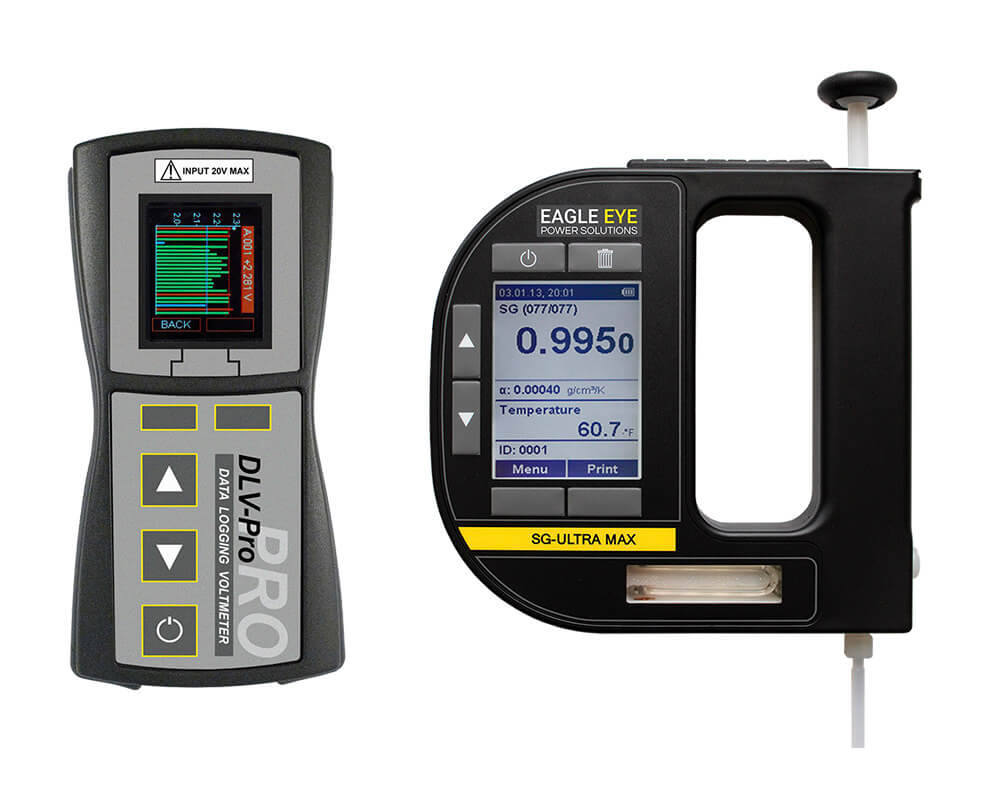 INPUT 20V MAX
2.0 2.1 2.2 2.3
A:001 +2.281 V
BACK
DLV-Pro
PRO
DATA LOGGING VOLTMETER
EAGLE EYE
POWER SOLUTIONS
03.01.13, 20:01
SG (077/077)
0.9950
α: 0.00040 g/cm³/K
Temperature
60.7 °F
ID: 0001
Menu Print
SG-ULTRA MAX